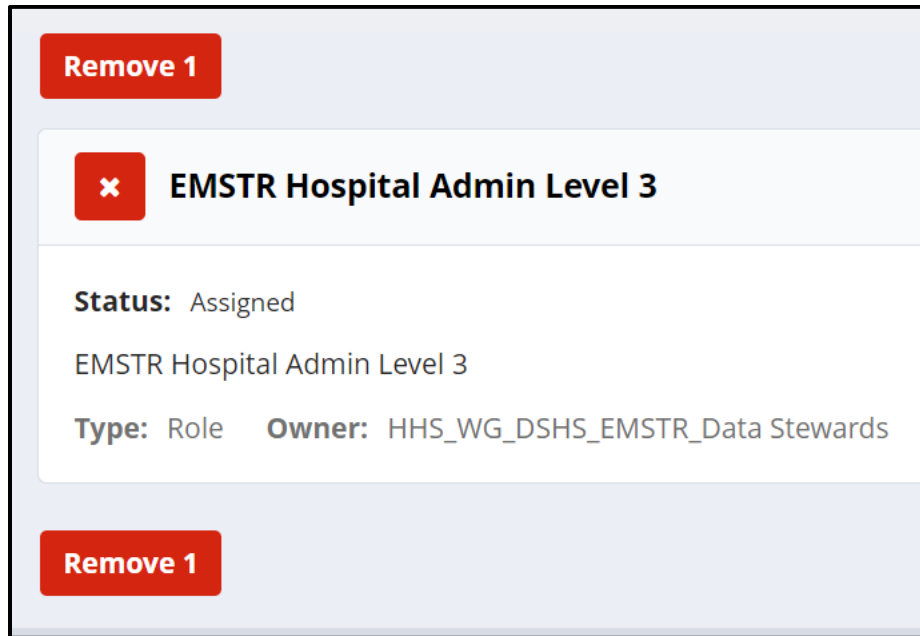 Remove 1
EMSTR Hospital Admin Level 3
Status: Assigned
EMSTR Hospital Admin Level 3
Type: Role Owner: HHS_WG_DSHS_EMSTR_Data Stewards
Remove 1